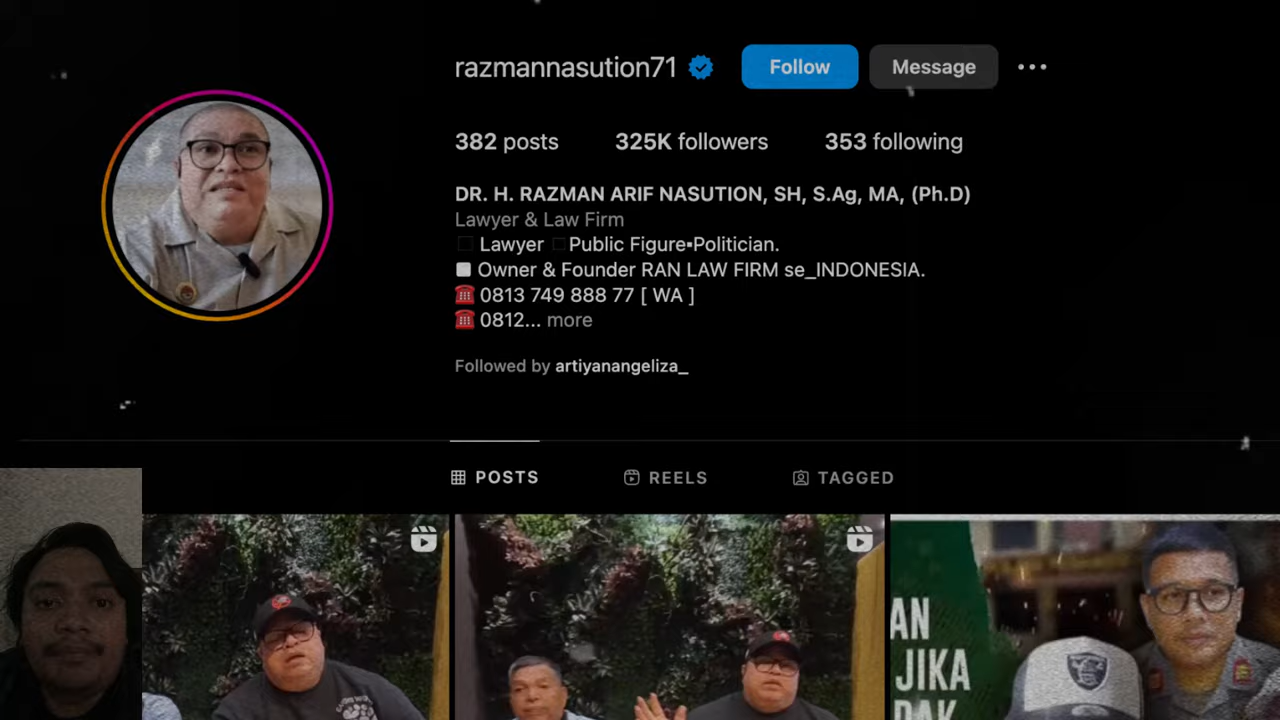 razmannasution71
Follow
Message
382 posts 325K followers 353 following
DR. H. RAZMAN ARIF NASUTION, SH, S.Ag, MA, (Ph.D)
Lawyer & Law Firm
Lawyer Public Figure▪Politician.
Owner & Founder RAN LAW FIRM se_INDONESIA.
☎ 0813 749 888 77 [ WA ]
☎ 0812... more
Followed by artiyanangeliza_
POSTS REELS TAGGED
AN
JIKA
DAK